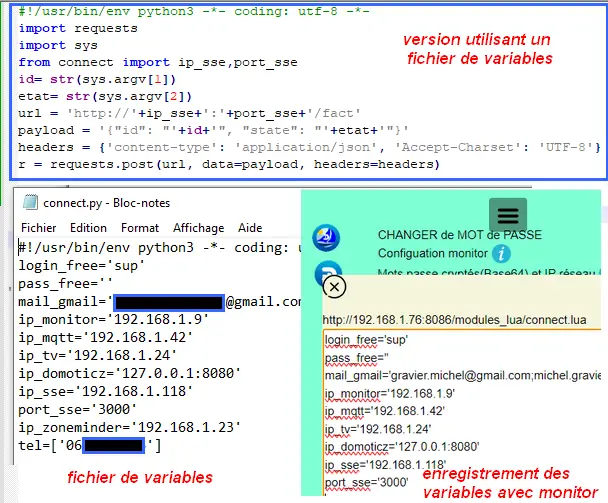 #!/usr/bin/env python3 -*- coding: utf-8 -*-
import requests
import sys
from connect import ip_sse,port_sse
id= str(sys.argv[1])
etat= str(sys.argv[2])
url = 'http://'+ip_sse+':'+port_sse+'/fact'
payload = '{"id": "'+id+'", "state": "'+etat+'"}'
headers = {'content-type': 'application/json', 'Accept-Charset': 'UTF-8'}
r = requests.post(url, data=payload, headers=headers)
version utilisant un
fichier de variables
connect.py - Bloc-notes
Fichier Edition Format Affichage Aide
#!/usr/bin/env python3 -*- coding: u
login_free='sup'
pass_free=''
mail_gmail=' @gmail.com
ip_monitor='192.168.1.9'
ip_mqtt='192.168.1.42'
ip_tv='192.168.1.24'
ip_domoticz='127.0.0.1:8080'
ip_sse='192.168.1.118'
port_sse='3000'
ip_zoneminder='192.168.1.23'
tel=['06 ']
fichier de variables
CHANGER de MOT de PASSE
Configuation monitor i
Mots passe cryptés(Base64) et IP réseau
http://192.168.1.76:8086/modules_lua/connect.lua
login_free='sup'
pass_free=''
mail_gmail='gravier.michel@gmail.com;michel.gravie
ip_monitor='192.168.1.9'
ip_mqtt='192.168.1.42'
ip_tv='192.168.1.24'
ip_domoticz='127.0.0.1:8080'
ip_sse='192.168.1.118'
port_sse='3000'
enregistrement des
variables avec monitor